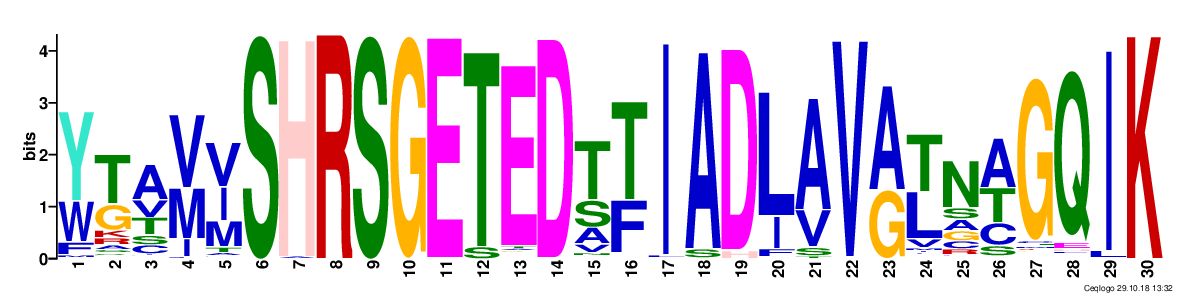 4
3
2
1
0
bits
Y T A V V S H R S G E T E D T T I A D L A V A T N A G Q I K
W G V M I S A S F S H I V G L S T
F K T I M A F S V A C C
R S T V N G S
A C A R
1 2 3 4 5 6 7 8 9 10 11 12 13 14 15 16 17 18 19 20 21 22 23 24 25 26 27 28 29 30
Ceqlogo 29.10.18 13:32